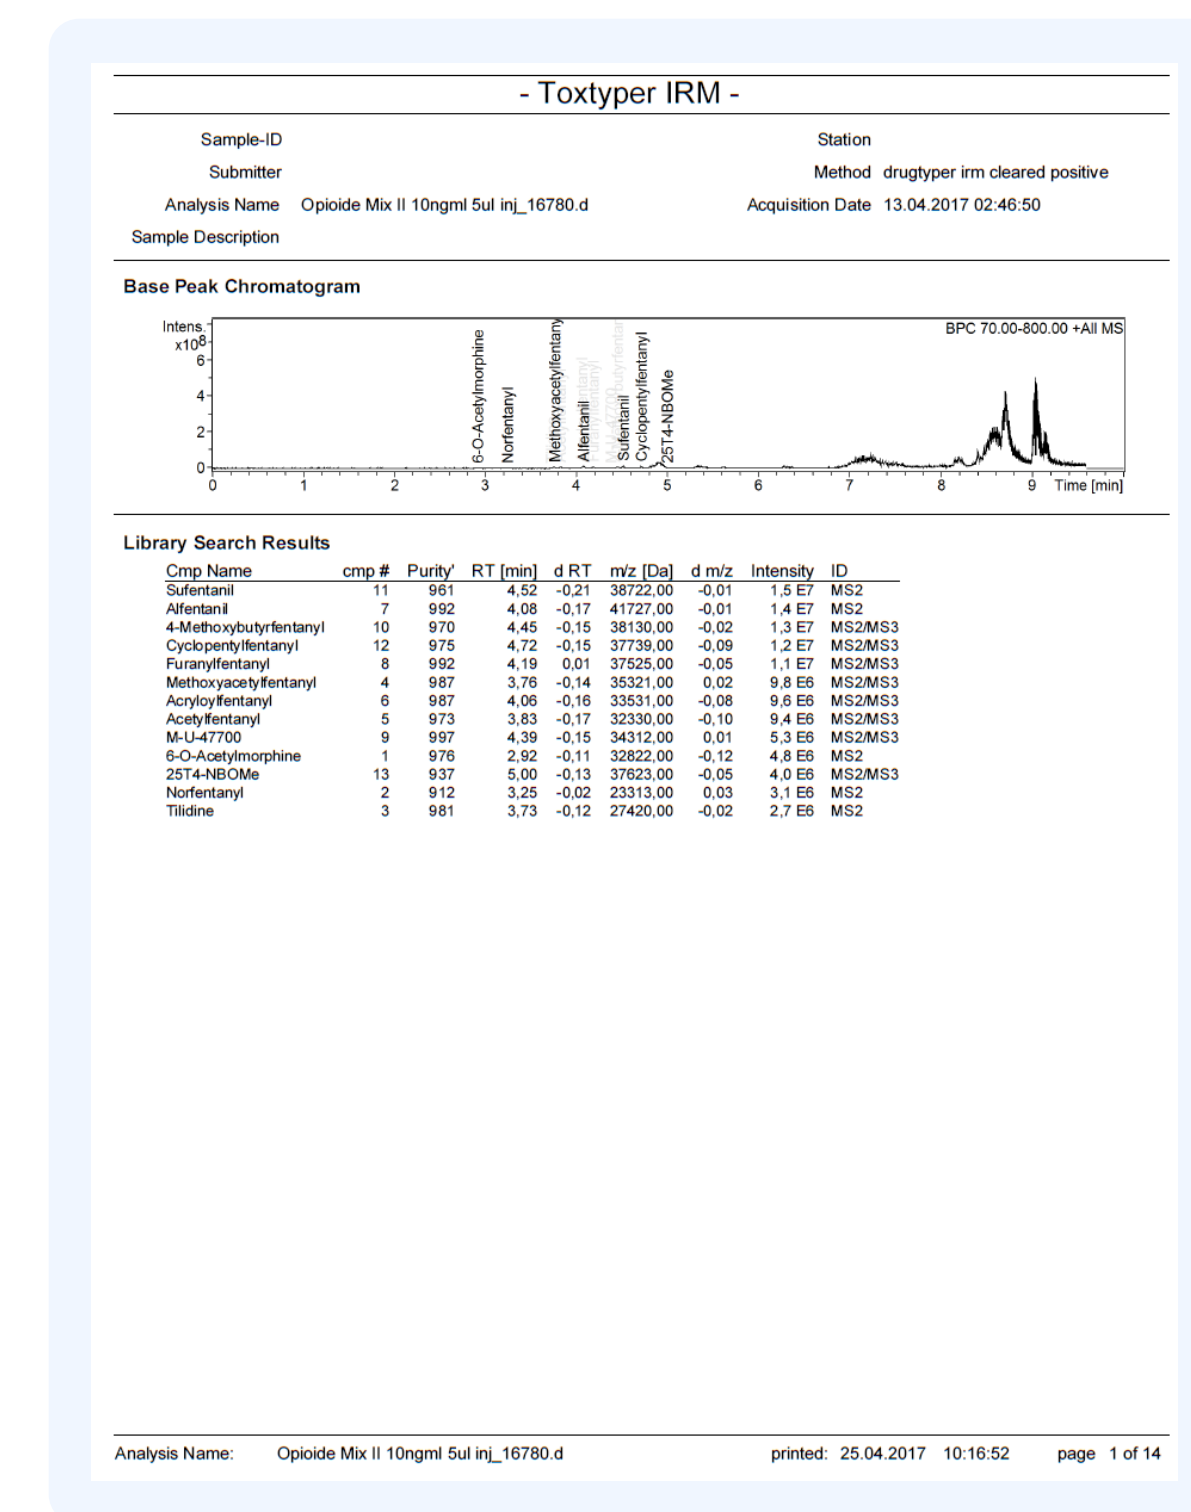 - Toxtyper IRM -
Sample-ID Station
Submitter Method drugtyper irm cleared positive
Analysis Name Opioide Mix II 10ngml 5ul inj_16780.d Acquisition Date 13.04.2017 02:46:50
Sample Description
Base Peak Chromatogram
Intens.
x108
6
4
2
0
BPC 70.00-800.00 +All MS
6-O-Acetylmorphine
Norfentanyl
Methoxyacetylfentany
Alfentanil
Sufentanil
Cyclopentylfentanyl
25T4-NBOMe
0 1 2 3 4 5 6 7 8 9 Time [min]
Library Search Results
Cmp Name cmp # Purity' RT [min] d RT m/z [Da] d m/z Intensity ID
Sufentanil 11 961 4,52 -0,21 38722,00 -0,01 1,5 E7 MS2
Alfentanil 7 992 4,08 -0,17 41727,00 -0,01 1,4 E7 MS2
4-Methoxybutyrfentanyl 10 970 4,45 -0,15 38130,00 -0,02 1,3 E7 MS2/MS3
Cyclopentylfentanyl 12 975 4,72 -0,15 37739,00 -0,09 1,2 E7 MS2/MS3
Furanylfentanyl 8 992 4,19 0,01 37525,00 -0,05 1,1 E7 MS2/MS3
Methoxyacetylfentanyl 4 987 3,76 -0,14 35321,00 0,02 9,8 E6 MS2/MS3
Acryloylfentanyl 6 987 4,06 -0,16 33531,00 -0,08 9,6 E6 MS2/MS3
Acetylfentanyl 5 973 3,83 -0,17 32330,00 -0,10 9,4 E6 MS2/MS3
M-U-47700 9 997 4,39 -0,15 34312,00 0,01 5,3 E6 MS2/MS3
6-O-Acetylmorphine 1 976 2,92 -0,11 32822,00 -0,12 4,8 E6 MS2
25T4-NBOMe 13 937 5,00 -0,13 37623,00 -0,05 4,0 E6 MS2/MS3
Norfentanyl 2 912 3,25 -0,02 23313,00 0,03 3,1 E6 MS2
Tilidine 3 981 3,73 -0,12 27420,00 -0,02 2,7 E6 MS2
Analysis Name: Opioide Mix II 10ngml 5ul inj_16780.d printed: 25.04.2017 10:16:52 page 1 of 14